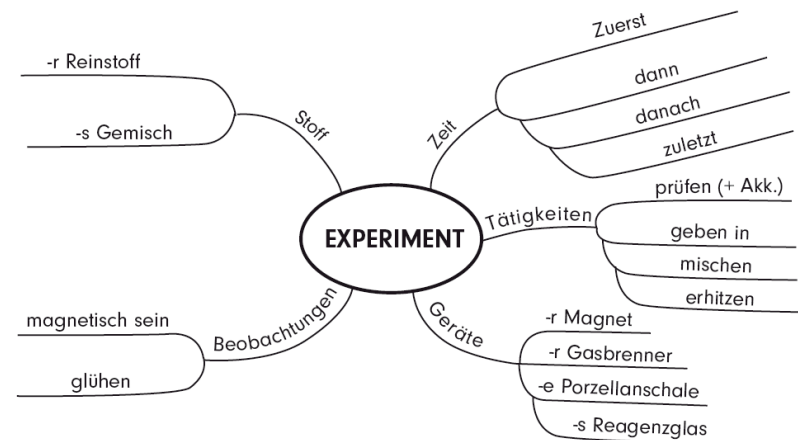 Zuerst
dann
danach
zuletzt
Zeit
-r Reinstoff
-s Gemisch
Stoff
EXPERIMENT
Tätigkeiten
prüfen (+ Akk.)
geben in
mischen
erhitzen
magnetisch sein
glühen
Beobachtungen
Geräte
-r Magnet
-r Gasbrenner
-e Porzellanschale
-s Reagenzglas